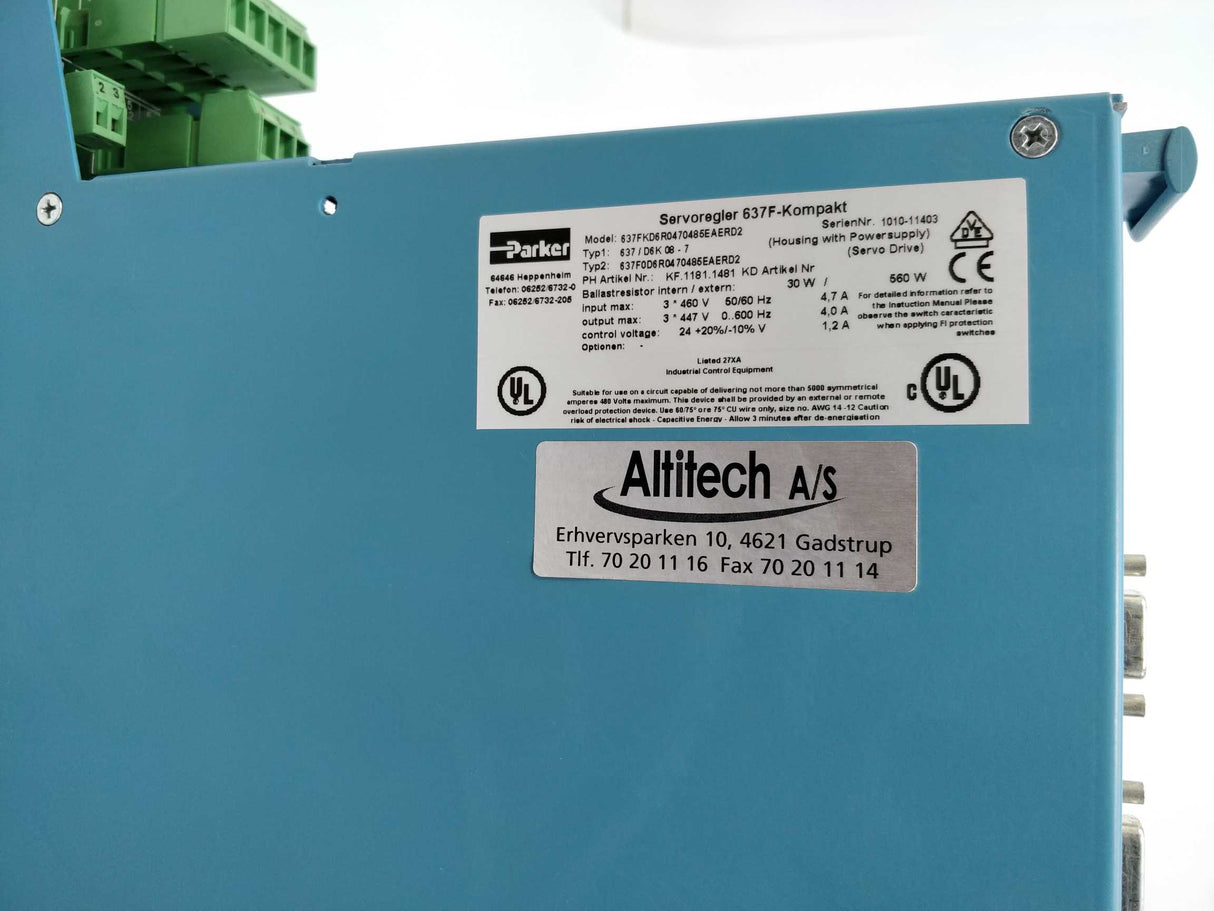 2 3
Servoregler 637F-Kompakt
Parker
64646 Heppenheim
Telefon: 06252/6732-0
Fax: 06252/6732-205
Model: 637FKD6R0470485EAERD2
SerienNr. 1010-11403
Typ1: 637 / D6K 08 - 7
(Housing with Powersupply)
Typ2: 637F0D6R0470485EAERD2
(Servo Drive)
PH Artikel Nr.: KF.1181.1481 KD Artikel Nr
Ballastresistor intern / extern: 30 W / 560 W
input max: 3 * 460 V 50/60 Hz 4,7 A
output max: 3 * 447 V 0..600 Hz 4,0 A
control voltage: 24 +20%/-10% V 1,2 A
Optionen: -
VDE
CE
For detailed information refer to
the Instuction Manual Please
observe the switch caracteristic
when applying FI protection
switches
Listed 27XA
Industrial Control Equipment
UL
c UL
Suitable for use on a circuit capable of delivering not more than 5000 symmetrical
amperes 480 Volts maximum. This device shall be provided by an external or remote
overload protection device. Use 60/75° ore 75° CU wire only, size no. AWG 14 -12 Caution
risk of electrical shock - Capacitive Energy - Allow 3 minutes after de-energisation
Altitech A/S
Erhvervsparken 10, 4621 Gadstrup
Tlf. 70 20 11 16 Fax 70 20 11 14